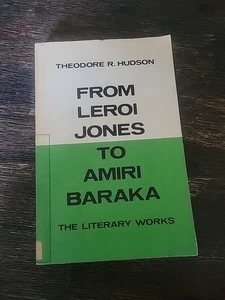 THEODORE R. HUDSON
FROM
LEROI
JONES
TO
AMIRI
BARAKA
THE LITERARY WORKS